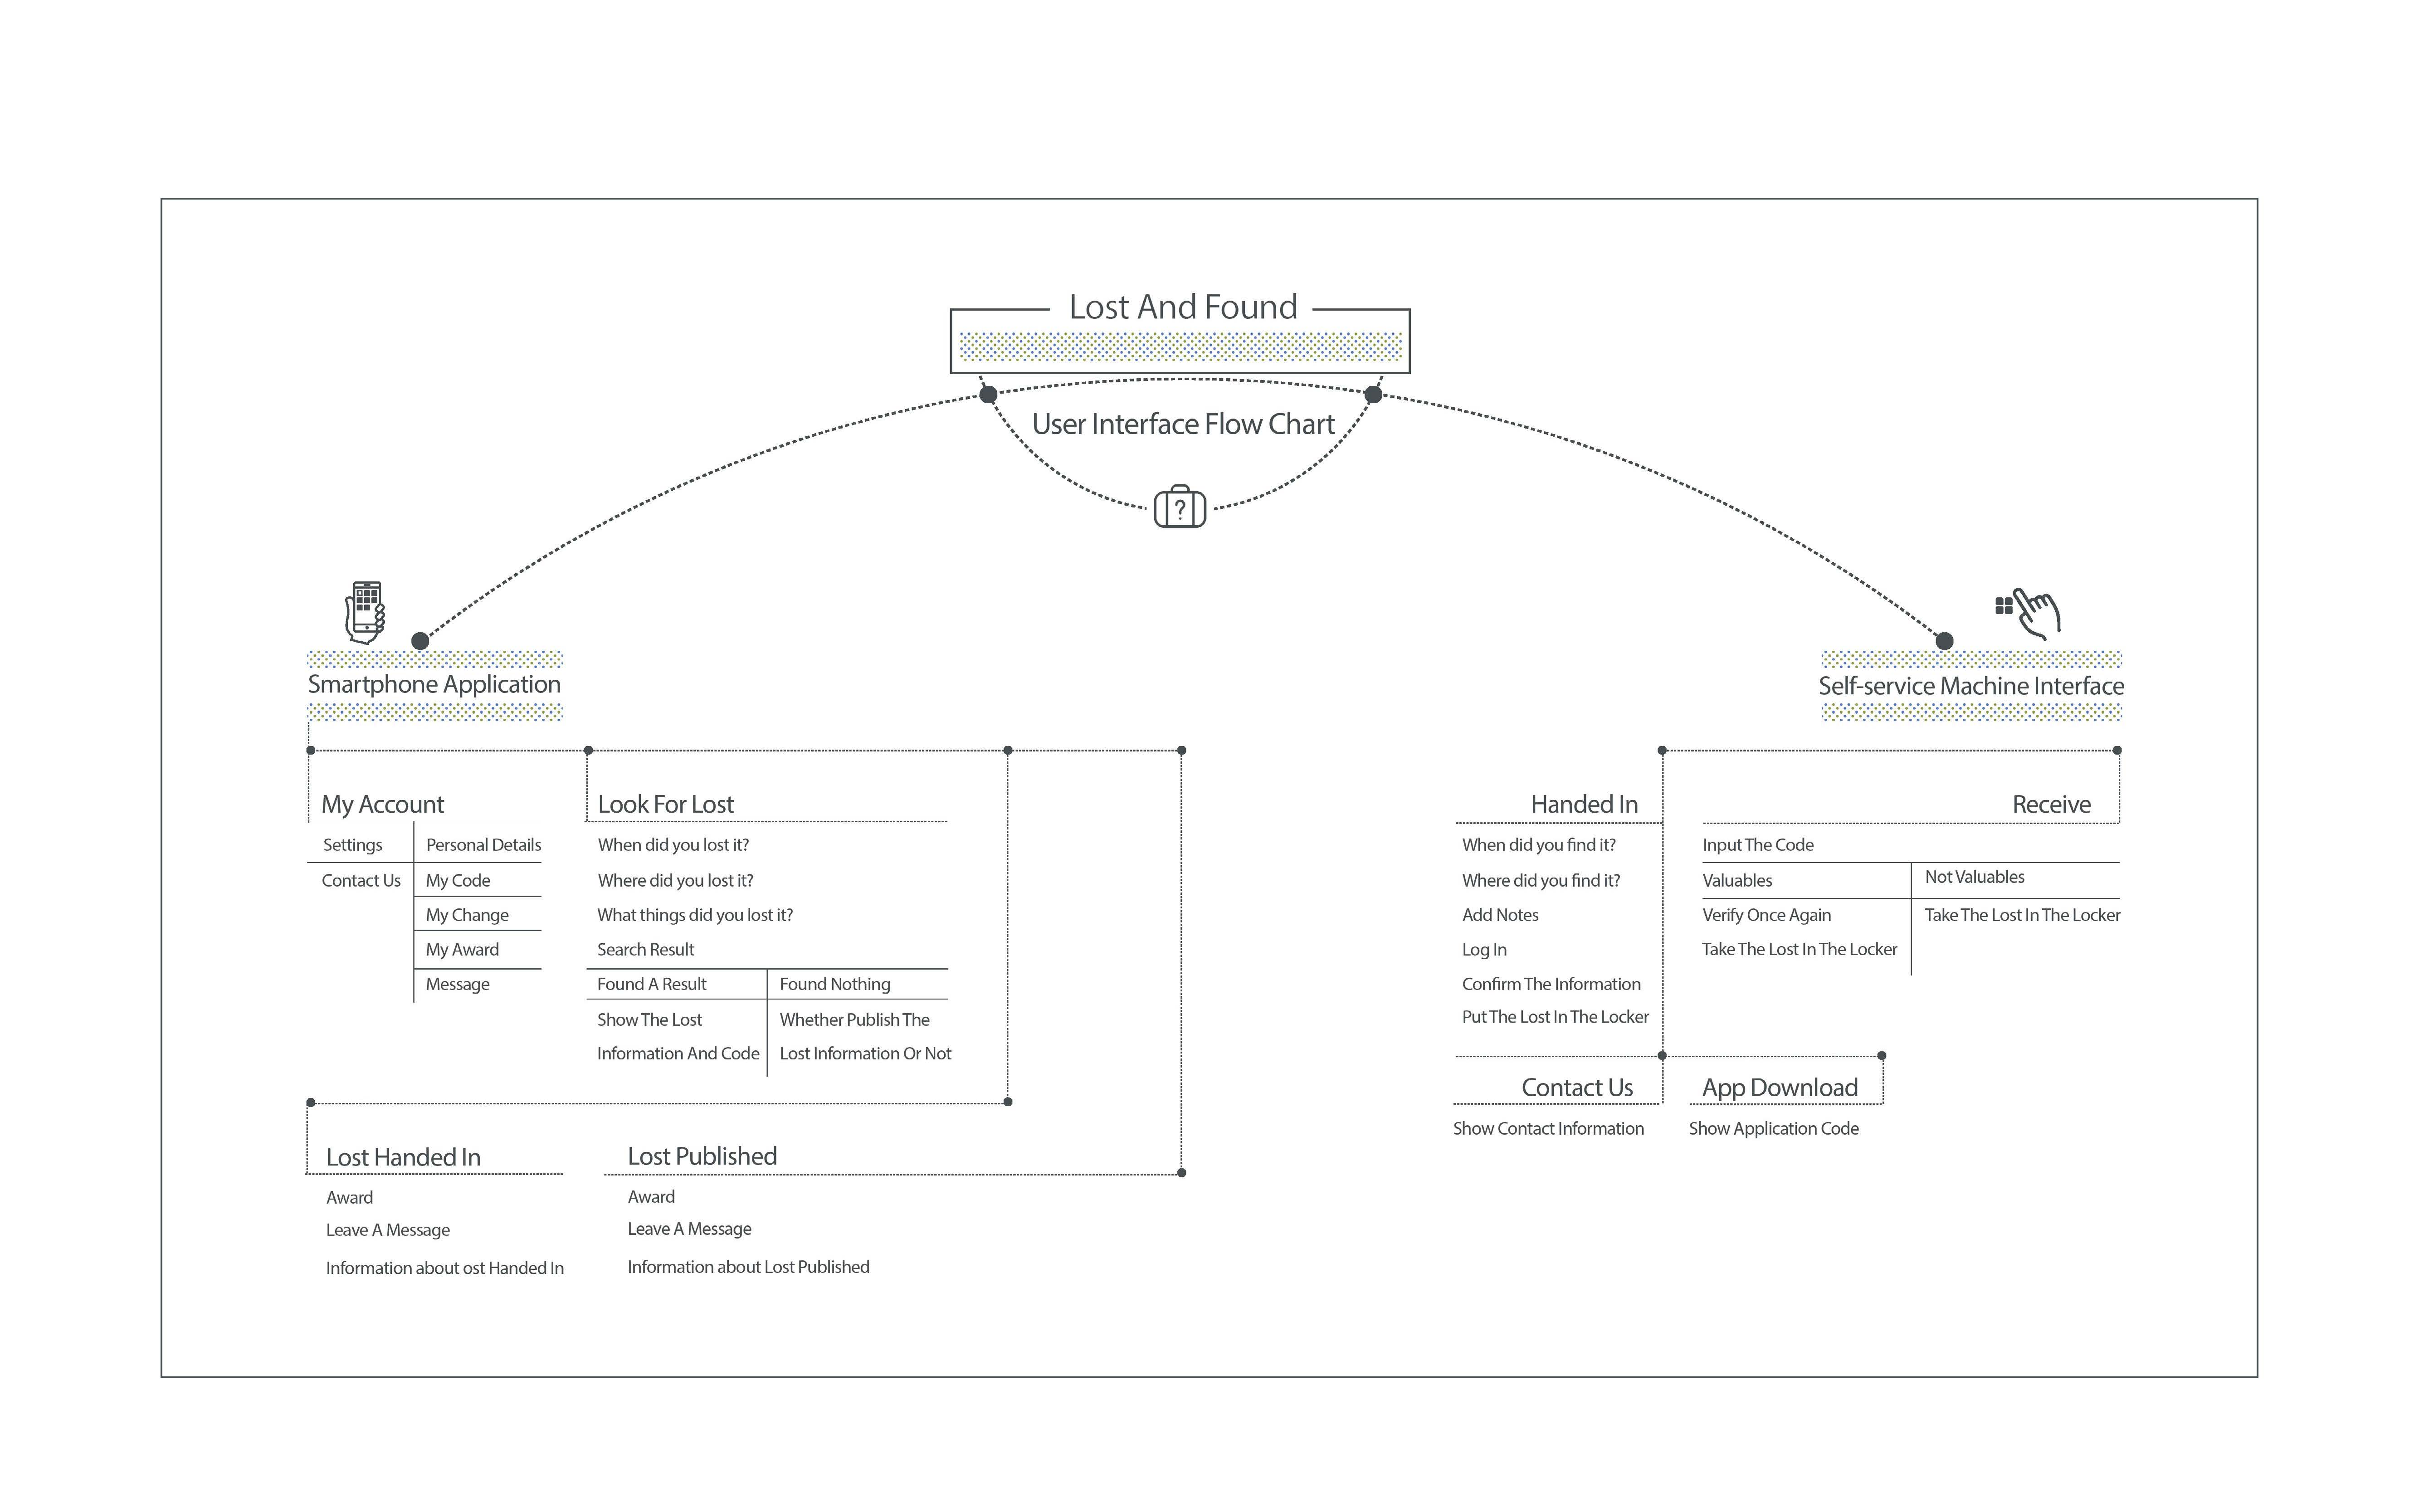 Lost And Found
User Interface Flow Chart
?
Smartphone Application
My Account
Settings
Contact Us
Personal Details
My Code
My Change
My Award
Message
Look For Lost
When did you lost it?
Where did you lost it?
What things did you lost it?
Search Result
Found A Result
Show The Lost
Information And Code
Found Nothing
Whether Publish The
Lost Information Or Not
Lost Handed In
Award
Leave A Message
Information about ost Handed In
Lost Published
Award
Leave A Message
Information about Lost Published
Self-service Machine Interface
Handed In
When did you find it?
Where did you find it?
Add Notes
Log In
Confirm The Information
Put The Lost In The Locker
Receive
Input The Code
Valuables
Verify Once Again
Take The Lost In The Locker
Not Valuables
Take The Lost In The Locker
Contact Us
Show Contact Information
App Download
Show Application Code